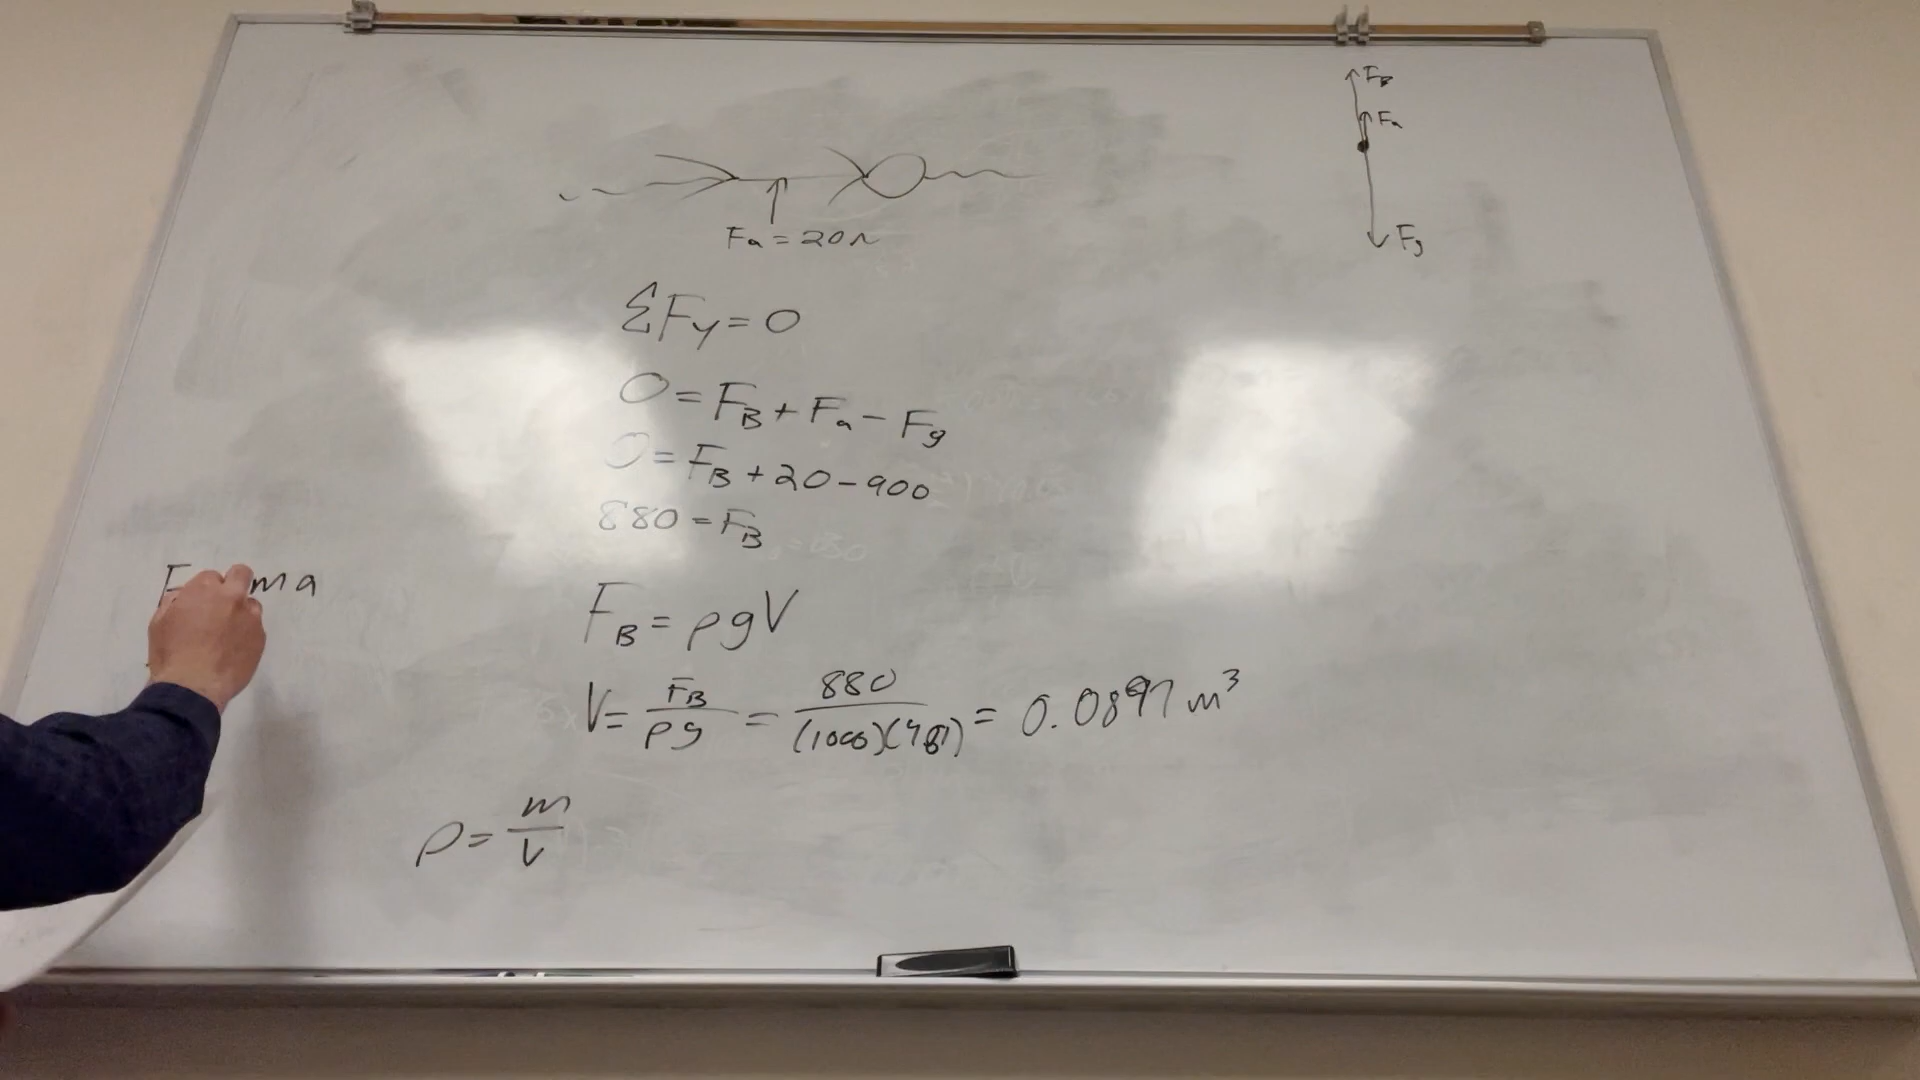 F_B
F_a
F_g
F_a = 20N
ΣF_y = 0
0 = F_B + F_a - F_g
0 = F_B + 20 - 900
880 = F_B
ma
F_B = ρgV
V = F_B/ρg = 880/(1000)(9.81) = 0.0897 m³
ρ = m/V